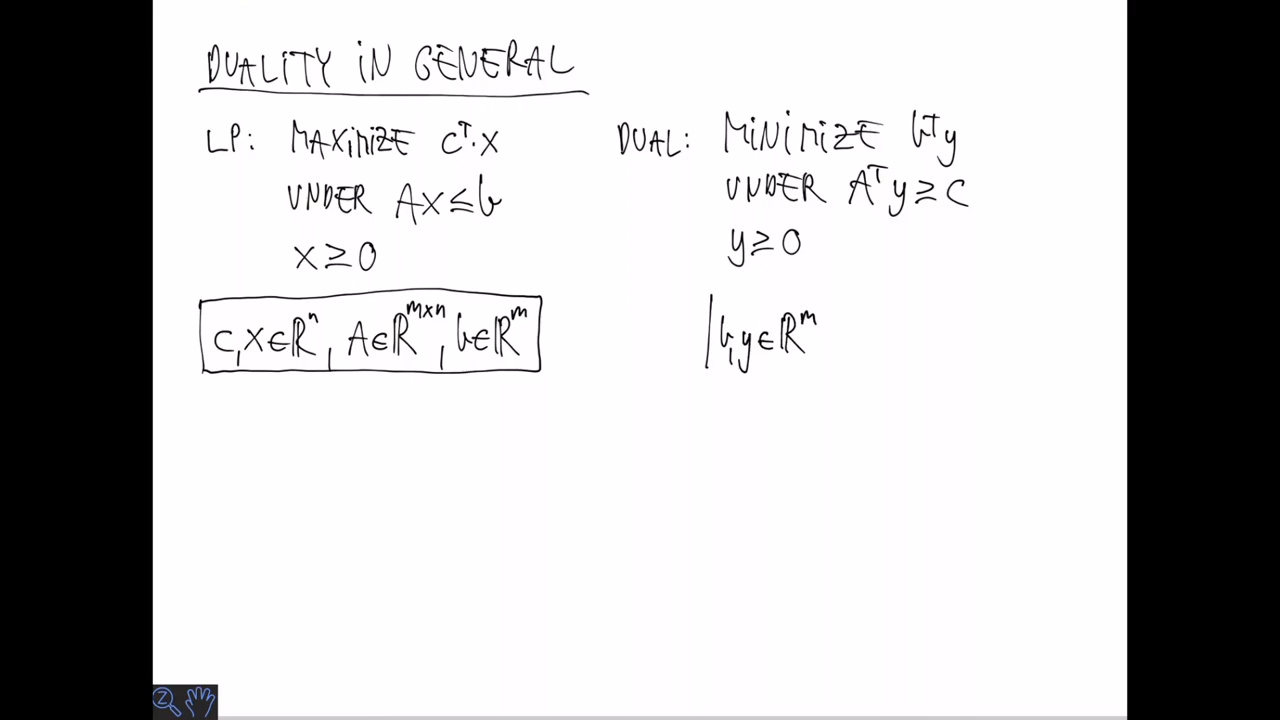 DUALITY IN GENERAL
LP: MAXIMIZE cᵀ·x
UNDER Ax ≤ b
x ≥ 0
c, x ∈ ℝⁿ, A ∈ ℝᵐˣⁿ, b ∈ ℝᵐ
DUAL: MINIMIZE bᵀy
UNDER Aᵀy ≥ c
y ≥ 0
b, y ∈ ℝᵐ
Z